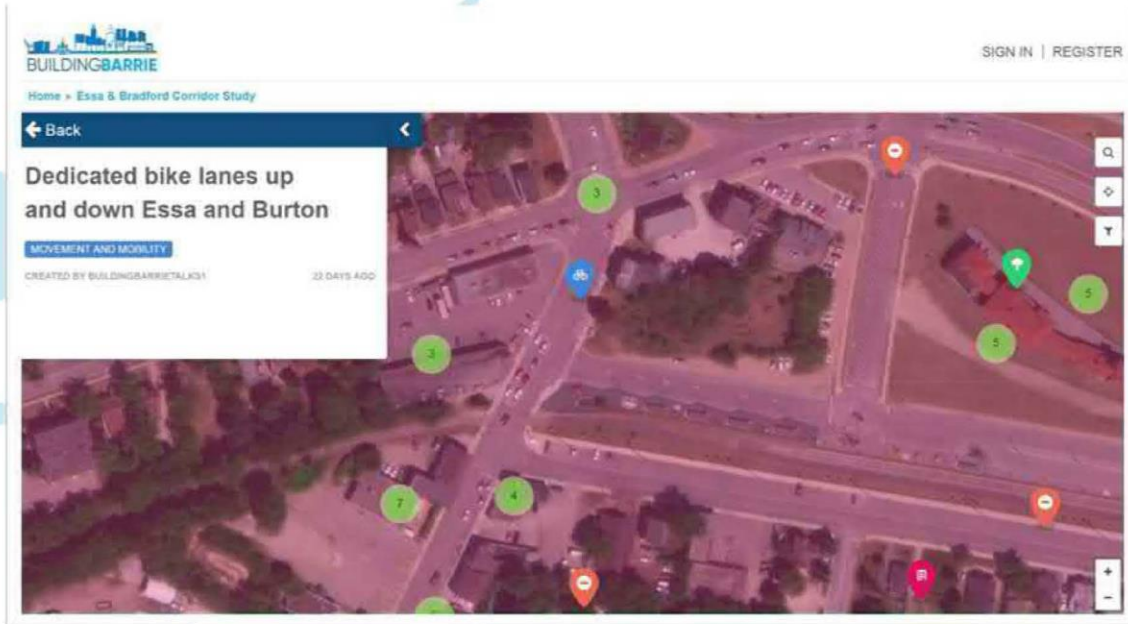 BUILDINGBARRIE
SIGN IN | REGISTER
Home » Essa & Bradford Corridor Study
Back
Dedicated bike lanes up
and down Essa and Burton
MOVEMENT AND MOBILITY
CREATED BY BUILDINGBARRIETALK31 22 DAYS AGO
3
5
5
3
7
4